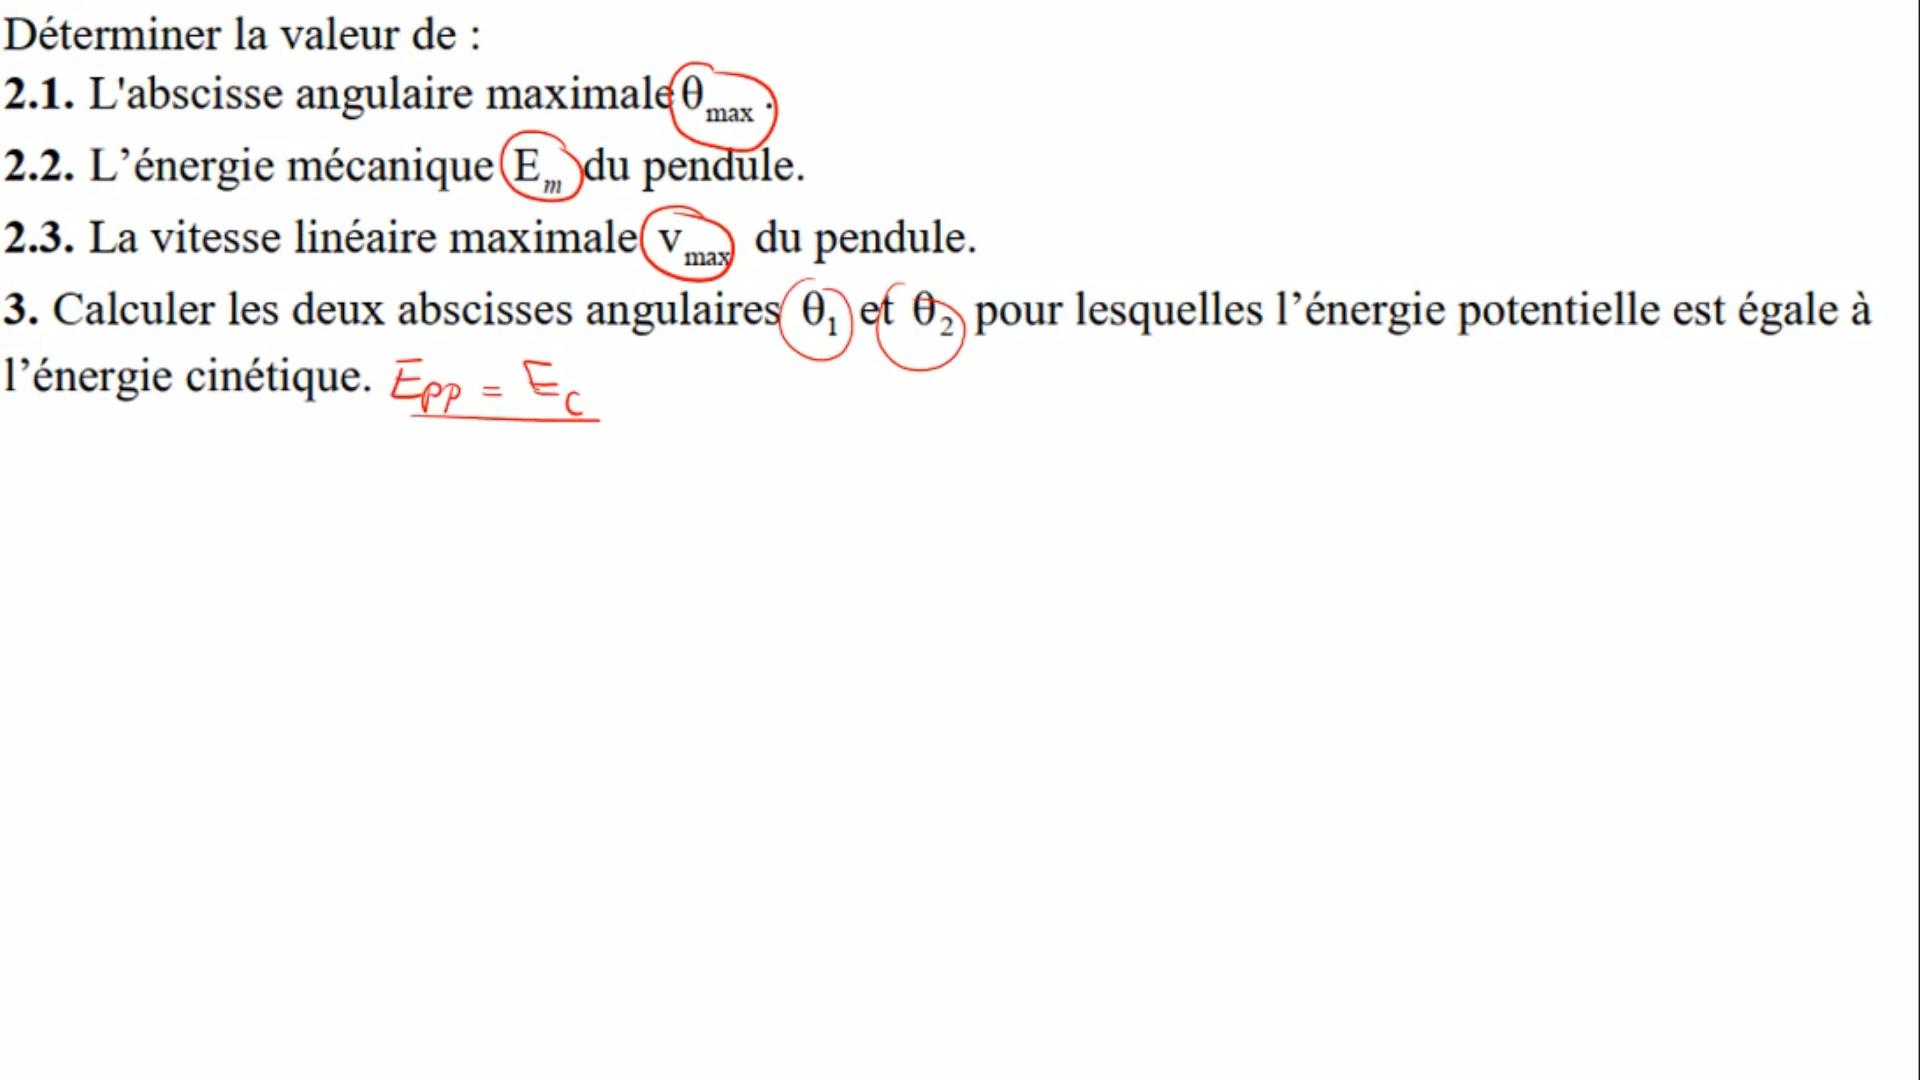 Déterminer la valeur de :
2.1. L'abscisse angulaire maximale θmax .
2.2. L’énergie mécanique Em du pendule.
2.3. La vitesse linéaire maximale vmax du pendule.
3. Calculer les deux abscisses angulaires θ1 et θ2 pour lesquelles l’énergie potentielle est égale à
l’énergie cinétique. Epp = Ec